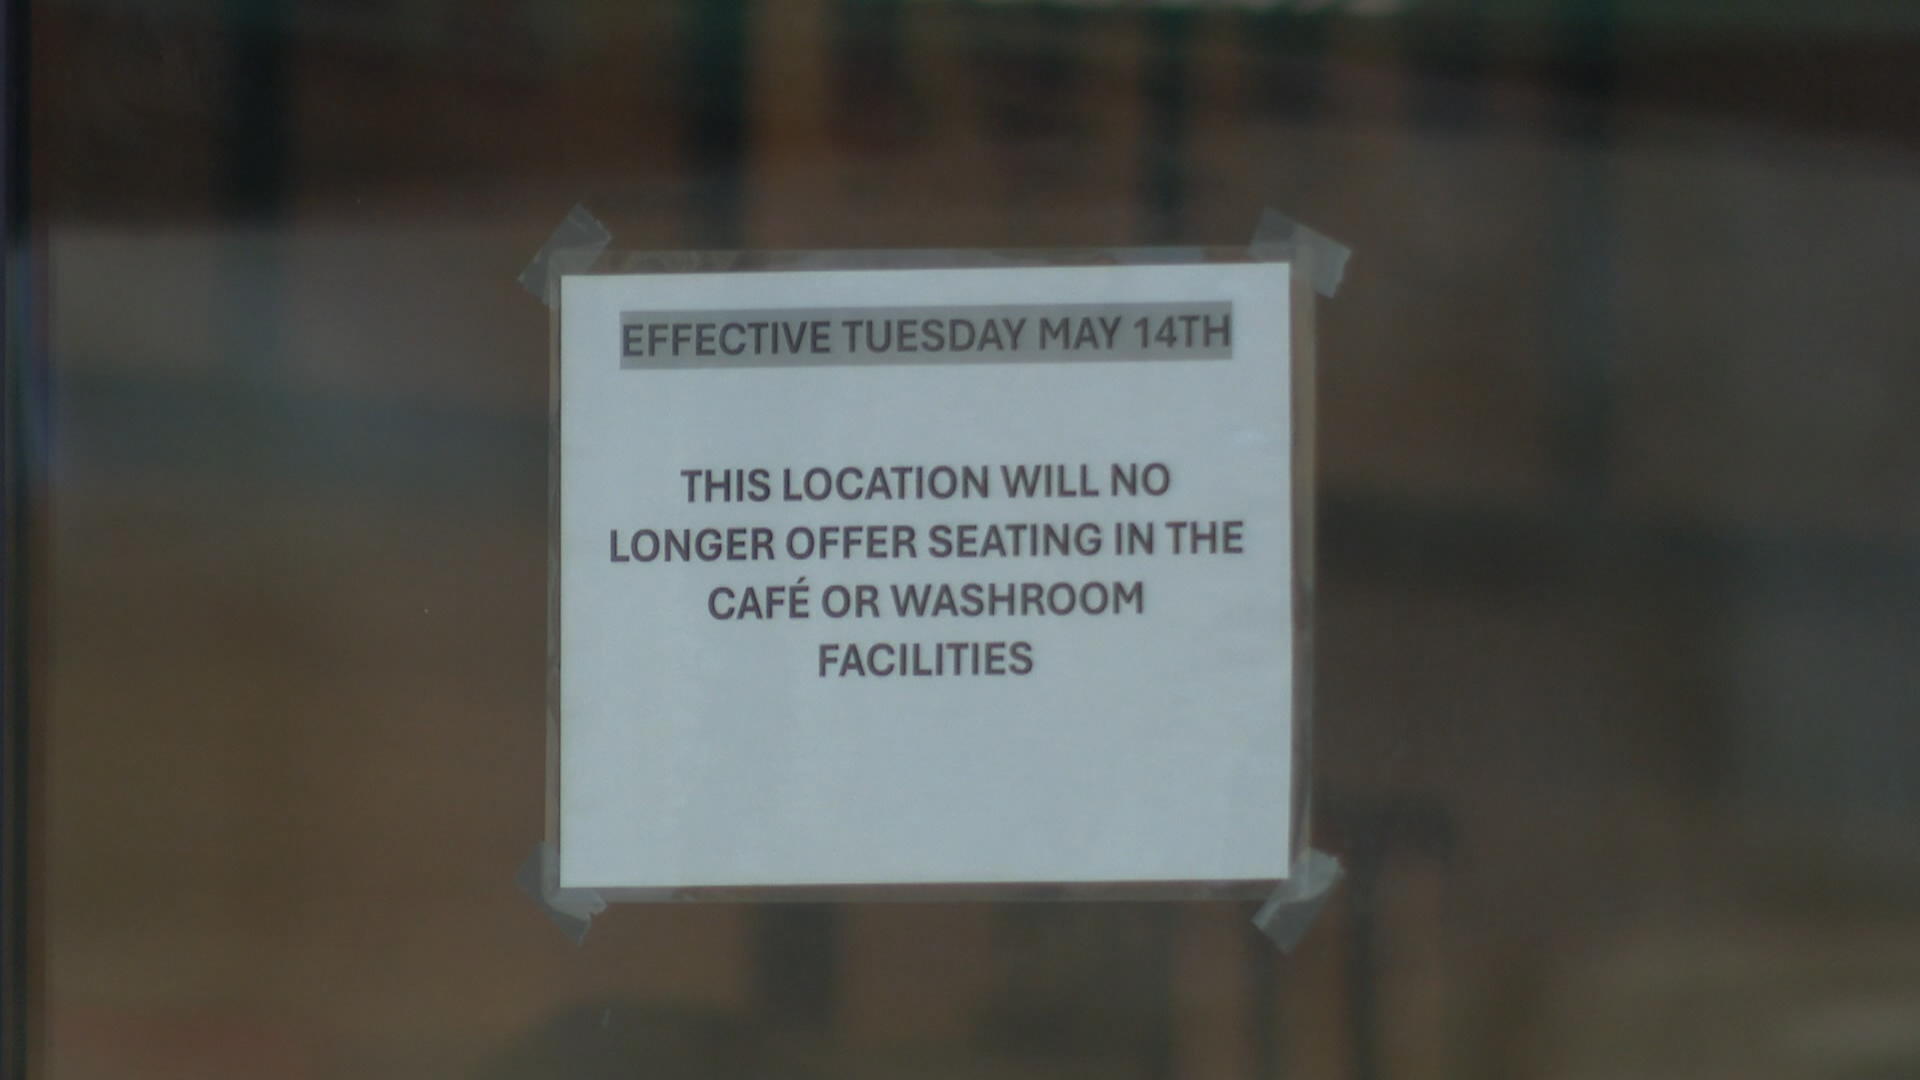 EFFECTIVE TUESDAY MAY 14TH
THIS LOCATION WILL NO
LONGER OFFER SEATING IN THE
CAFÉ OR WASHROOM
FACILITIES